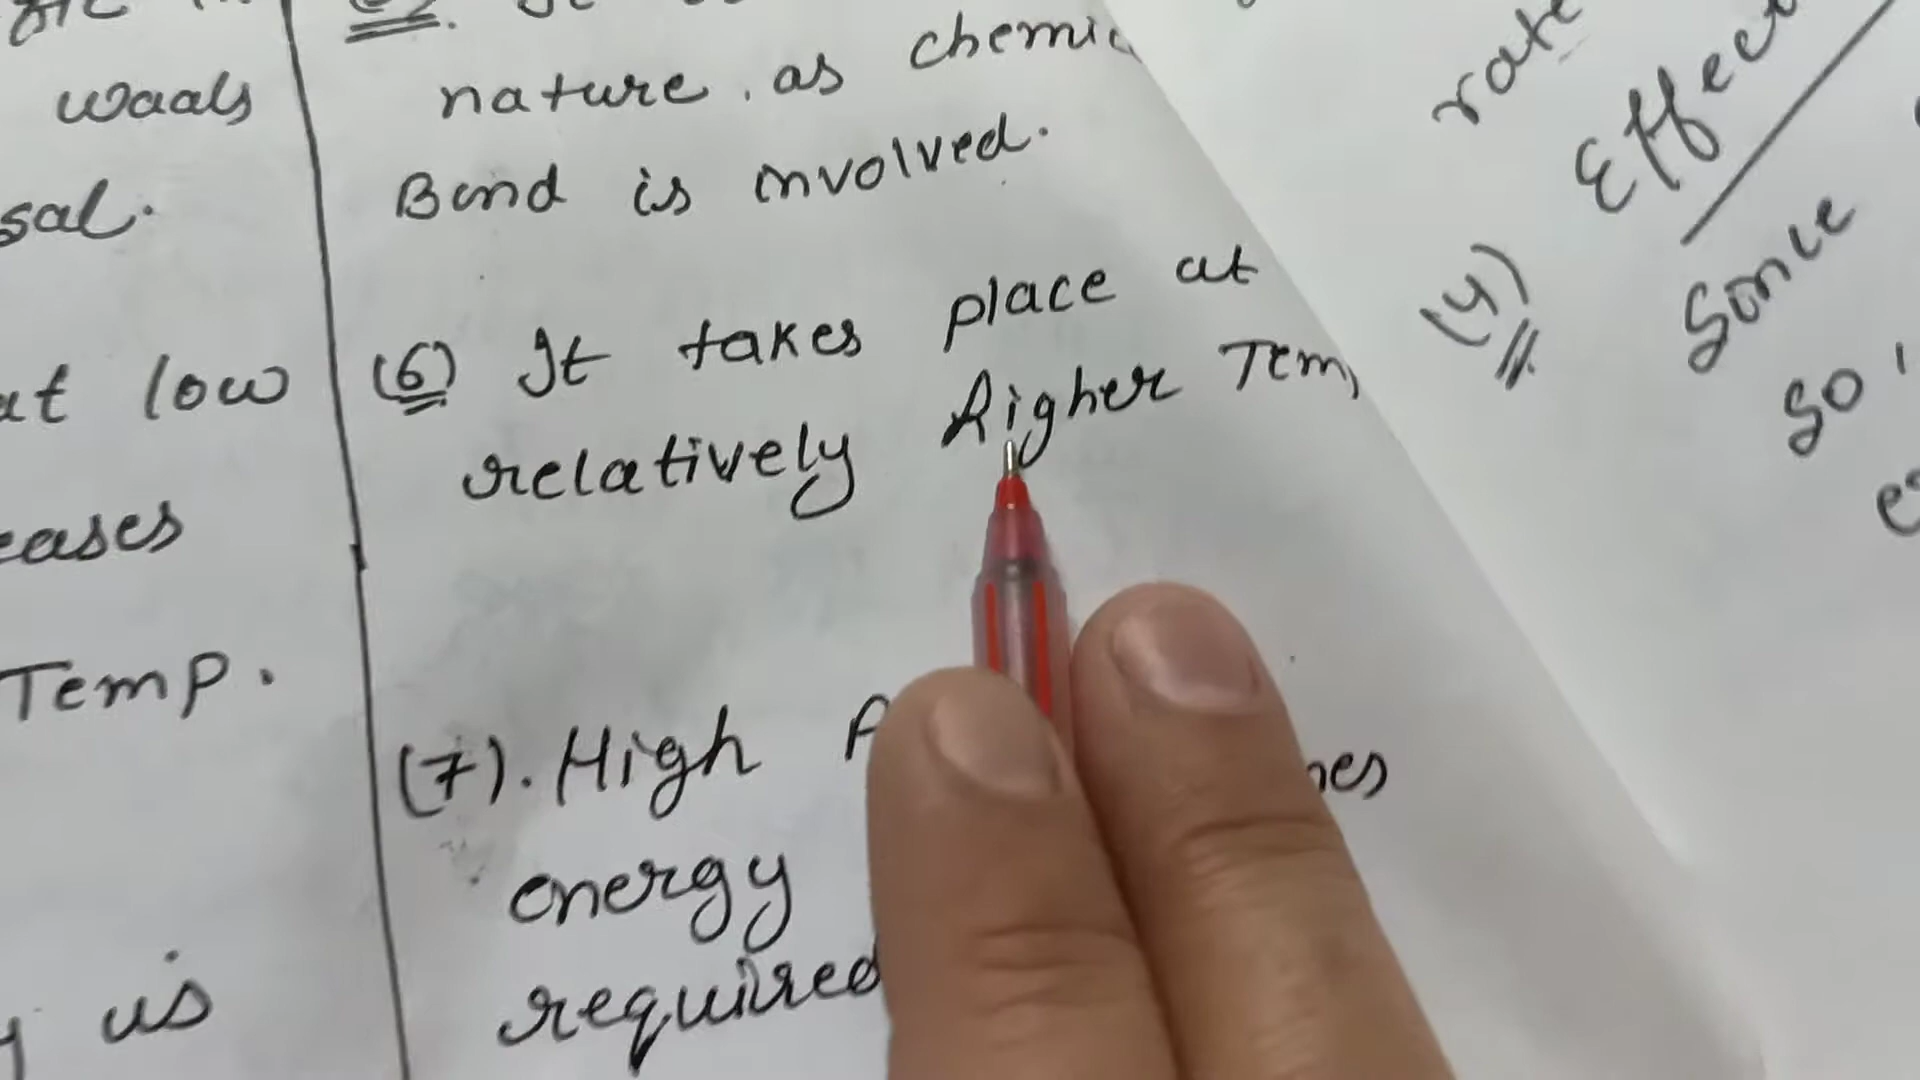 waals
sal.
at low
eases
Temp.
y is
nature. as chemic
Bond is involved.
(6) It takes place at
relatively higher Tem
(7). High
energy
required
rate
Effect
(4) Since
so